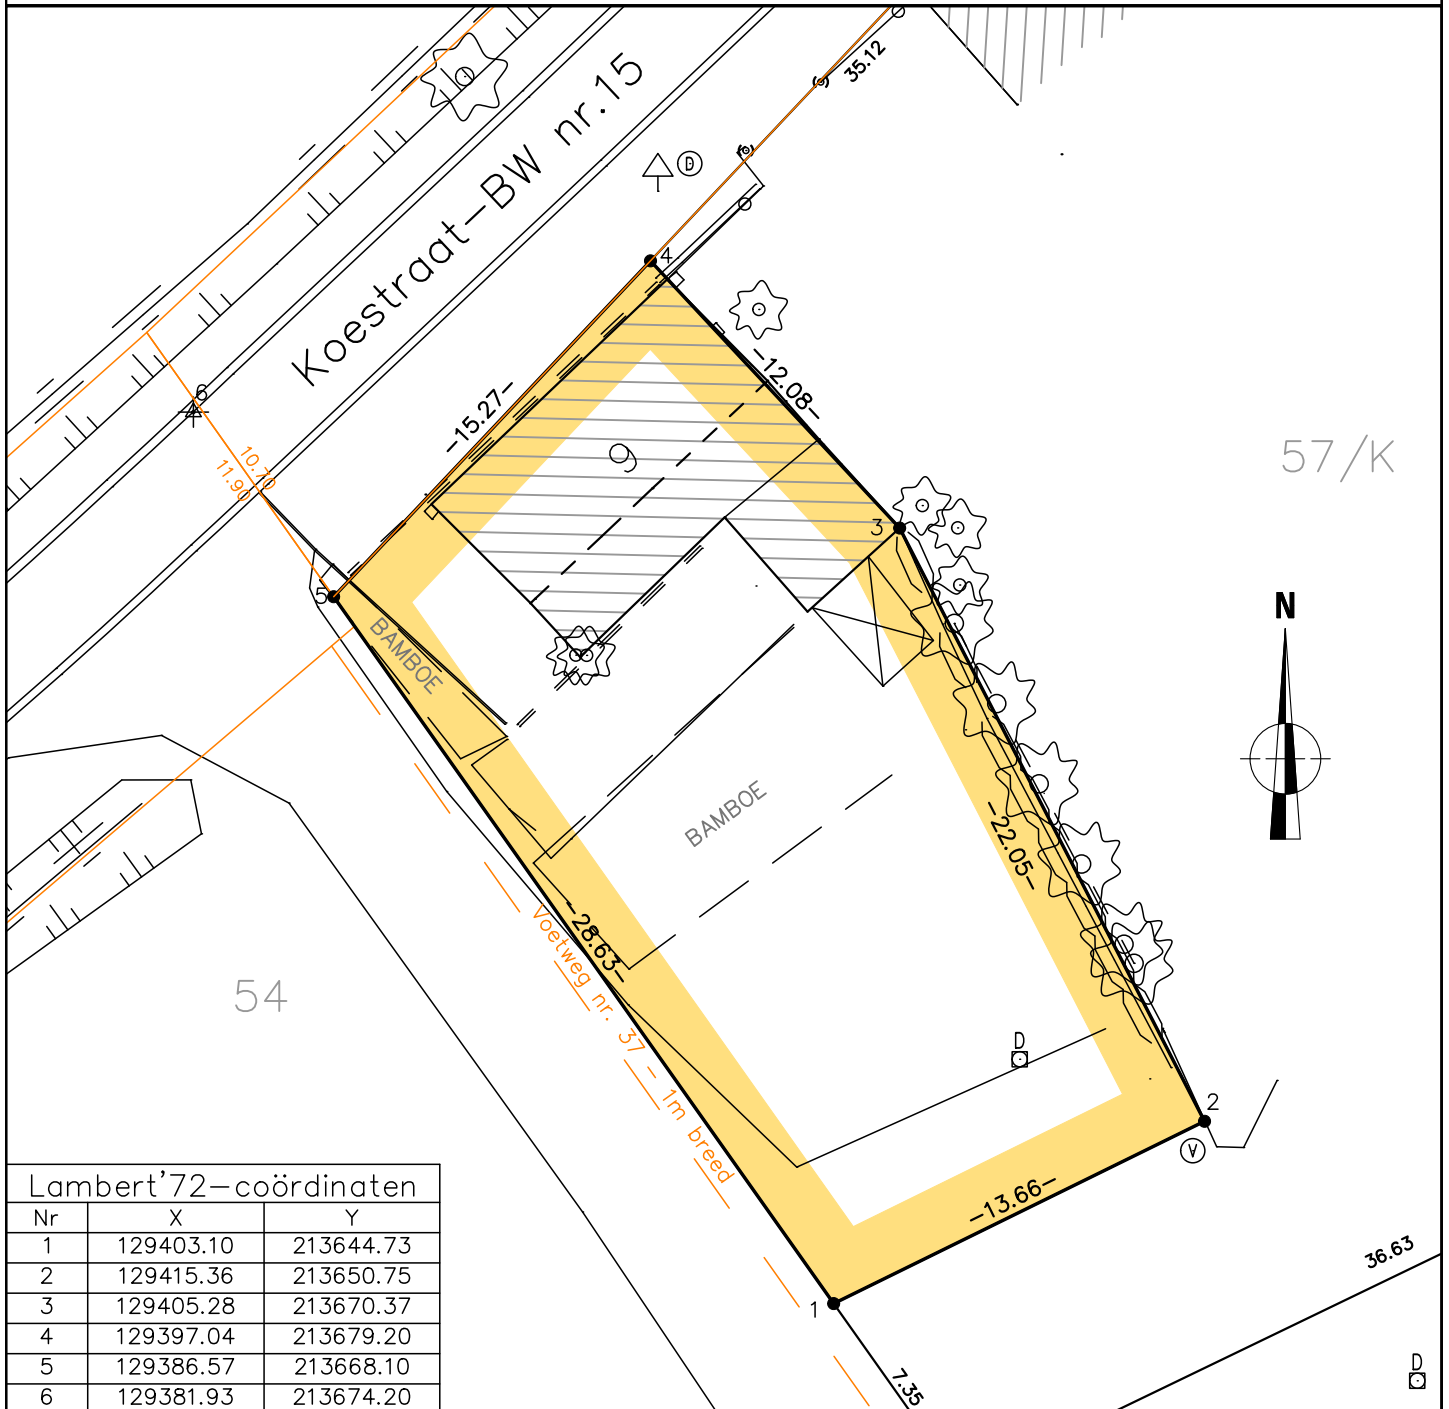 35.12
Koestraat-BW nr.15
D
4
6
-12.08-
-15.27-
9
10.70
11.90
57/K
3
5
N
BAMBOE
BAMBOE
-22.05-
-28.63-
Voetweg nr. 37 - 1m breed
54
D
2
V
-13.66-
1
36.63
7.35
D
Lambert'72-coördinaten
Nr X Y
1 129403.10 213644.73
2 129415.36 213650.75
3 129405.28 213670.37
4 129397.04 213679.20
5 129386.57 213668.10
6 129381.93 213674.20